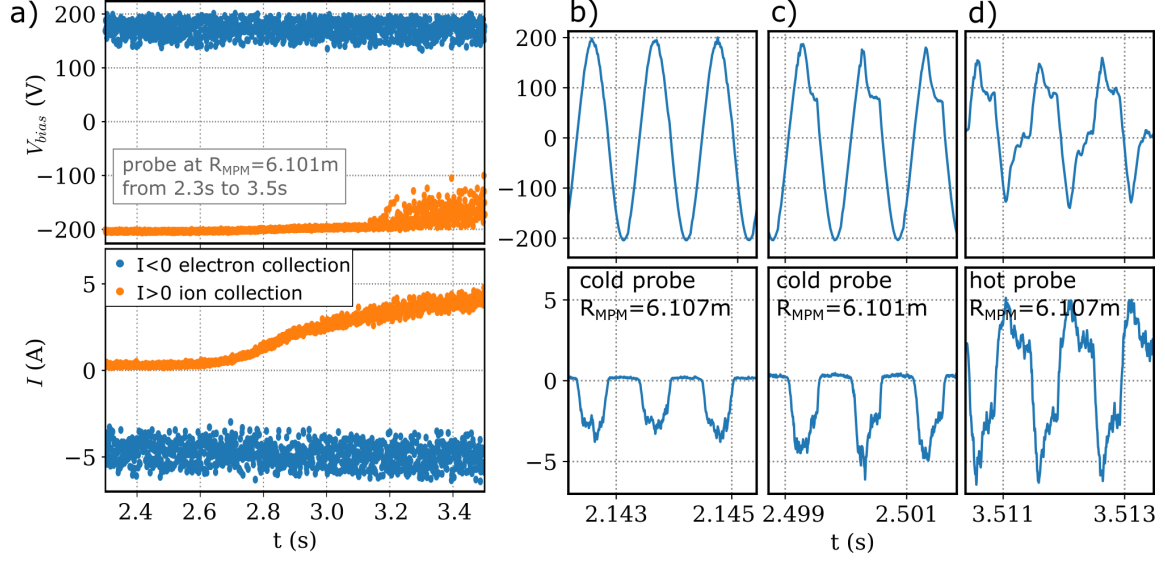 a)
200
100
0
−100
−200
V_bias (V)
probe at R_MPM=6.101m
from 2.3s to 3.5s
I<0 electron collection
I>0 ion collection
5
0
−5
I (A)
2.4 2.6 2.8 3.0 3.2 3.4
t (s)
b) c) d)
200
100
0
−100
−200
cold probe
R_MPM=6.107m
cold probe
R_MPM=6.101m
hot probe
R_MPM=6.107m
5
0
−5
2.143 2.145 2.499 2.501 3.511 3.513
t (s)